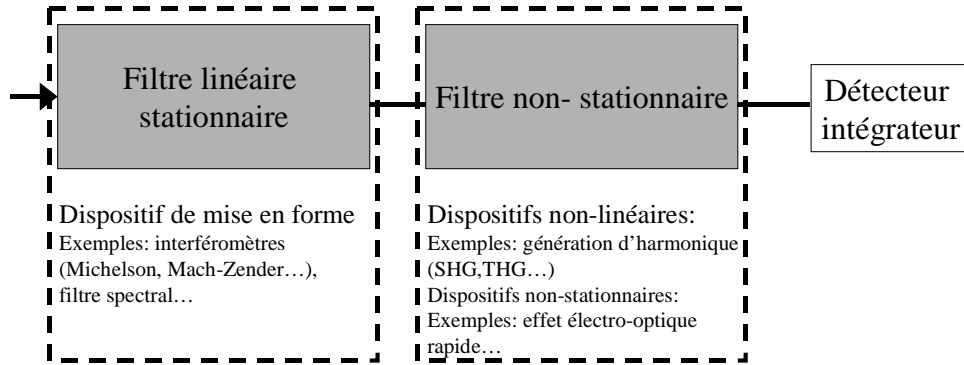 Filtre linéaire
stationnaire
Filtre non- stationnaire
Détecteur
intégrateur
Dispositif de mise en forme
Exemples: interféromètres
(Michelson, Mach-Zender…),
filtre spectral…
Dispositifs non-linéaires:
Exemples: génération d'harmonique
(SHG,THG…)
Dispositifs non-stationnaires:
Exemples: effet électro-optique
rapide…